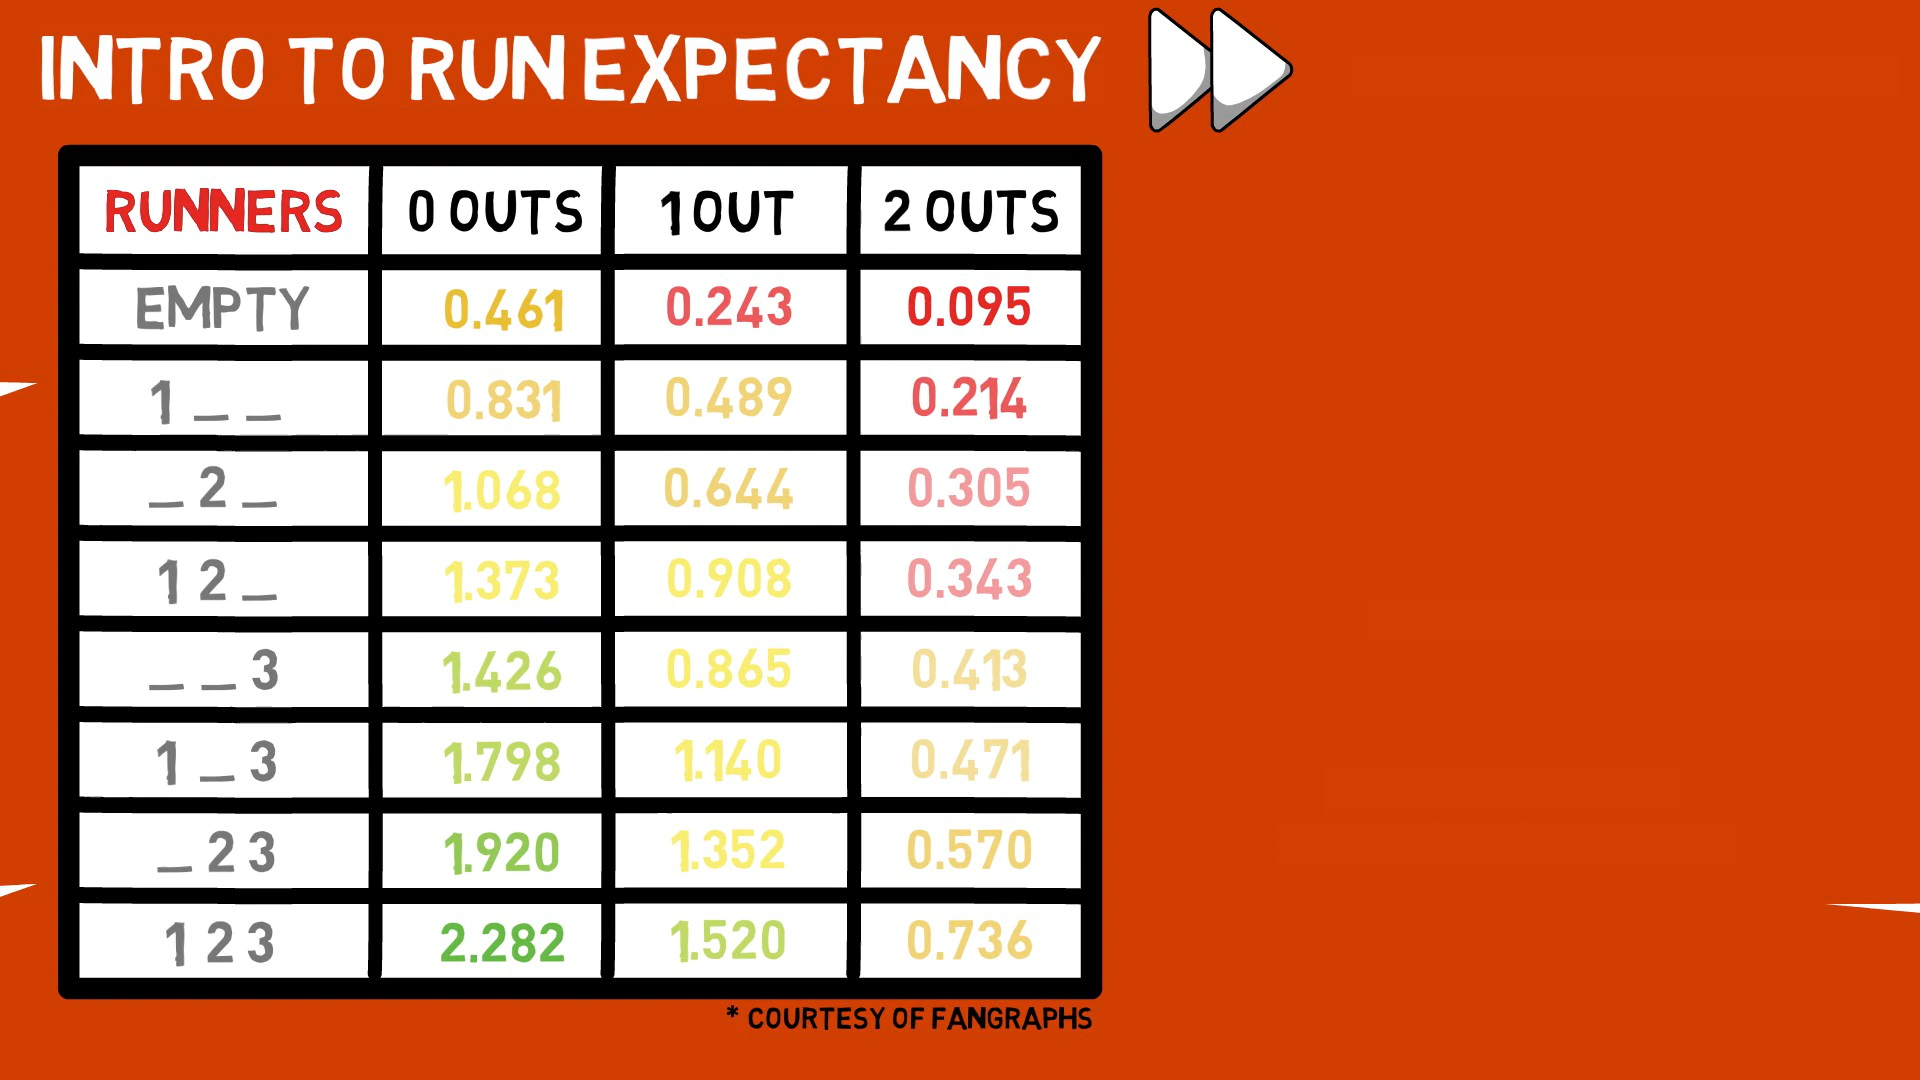 INTRO TO RUN EXPECTANCY
RUNNERS 0 OUTS 1 OUT 2 OUTS
EMPTY 0.461 0.243 0.095
1 _ _ 0.831 0.489 0.214
_ 2 _ 1.068 0.644 0.305
1 2 _ 1.373 0.908 0.343
_ _ 3 1.426 0.865 0.413
1 _ 3 1.798 1.140 0.471
_ 2 3 1.920 1.352 0.570
1 2 3 2.282 1.520 0.736
* COURTESY OF FANGRAPHS